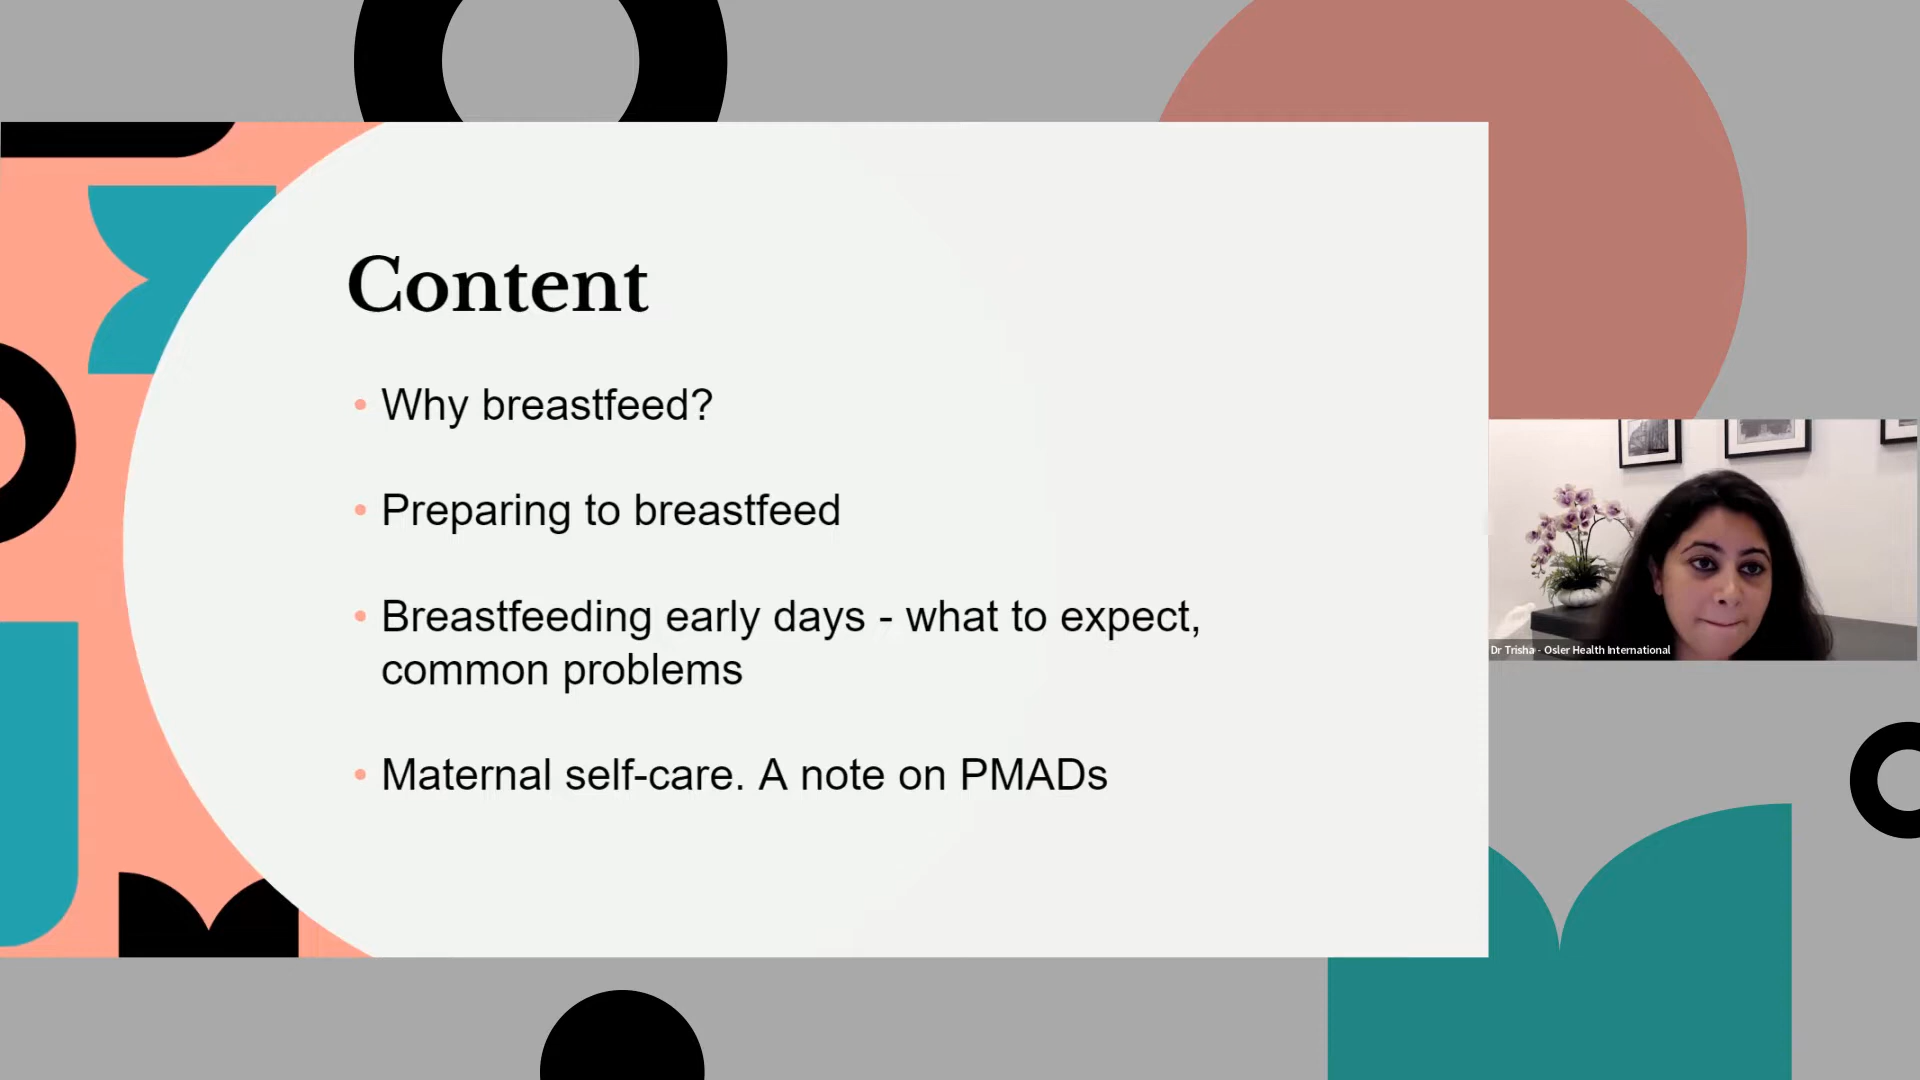 Content
• Why breastfeed?
• Preparing to breastfeed
• Breastfeeding early days - what to expect,
common problems
• Maternal self-care. A note on PMADs
Dr Trisha - Osler Health International